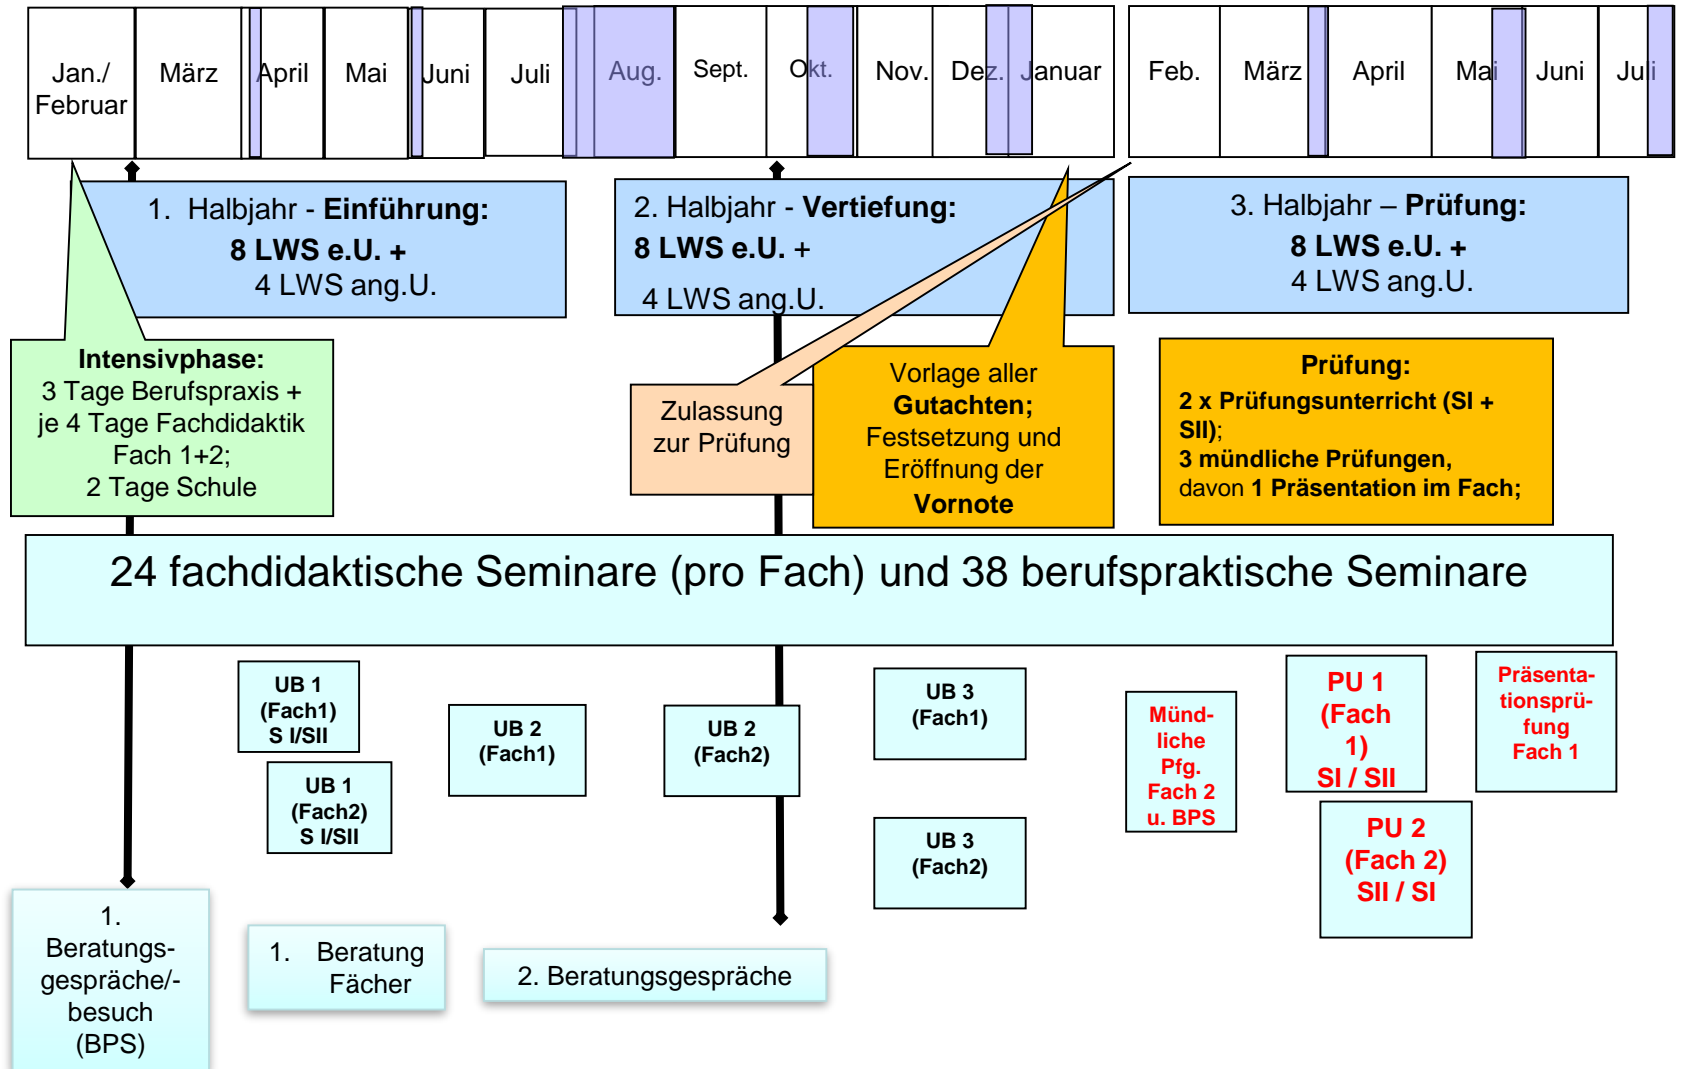 Jan./
Februar
März
April
Mai
Juni
Juli
Aug.
Sept.
Okt.
Nov.
Dez.
Januar
Feb.
März
April
Mai
Juni
Juli
1. Halbjahr - Einführung:
8 LWS e.U. +
4 LWS ang.U.
2. Halbjahr - Vertiefung:
8 LWS e.U. +
4 LWS ang.U.
3. Halbjahr – Prüfung:
8 LWS e.U. +
4 LWS ang.U.
Intensivphase:
3 Tage Berufspraxis +
je 4 Tage Fachdidaktik
Fach 1+2;
2 Tage Schule
Zulassung
zur Prüfung
Vorlage aller
Gutachten;
Festsetzung und
Eröffnung der
Vornote
Prüfung:
2 x Prüfungsunterricht (SI +
SII);
3 mündliche Prüfungen,
davon 1 Präsentation im Fach;
24 fachdidaktische Seminare (pro Fach) und 38 berufspraktische Seminare
UB 1
(Fach1)
S I/SII
UB 1
(Fach2)
S I/SII
UB 2
(Fach1)
UB 2
(Fach2)
UB 3
(Fach1)
UB 3
(Fach2)
Münd-
liche
Pfg.
Fach 2
u. BPS
PU 1
(Fach
1)
SI / SII
PU 2
(Fach 2)
SII / SI
Präsenta-
tionsprü-
fung
Fach 1
1.
Beratungs-
gespräche/-
besuch
(BPS)
1. Beratung
Fächer
2. Beratungsgespräche